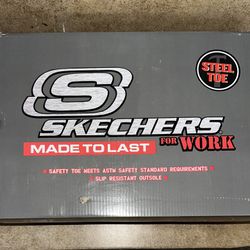 STEEL
TOE
S
SKECHERS
FOR WORK
MADE TO LAST
SAFETY TOE MEETS ASTM SAFETY STANDARD REQUIREMENTS
SLIP RESISTANT OUTSOLE